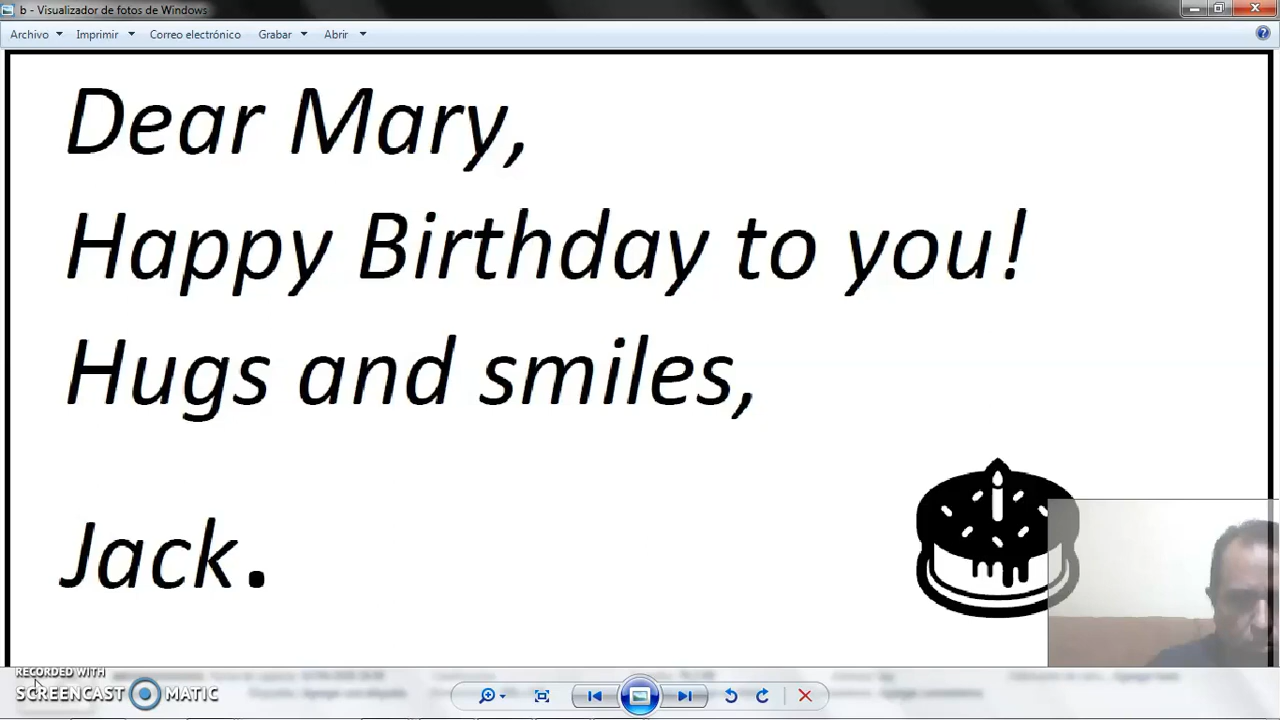 b - Visualizador de fotos de Windows
Archivo Imprimir Correo electrónico Grabar Abrir
Dear Mary,
Happy Birthday to you!
Hugs and smiles,
Jack.
RECORDED WITH
SCREENCAST MATIC